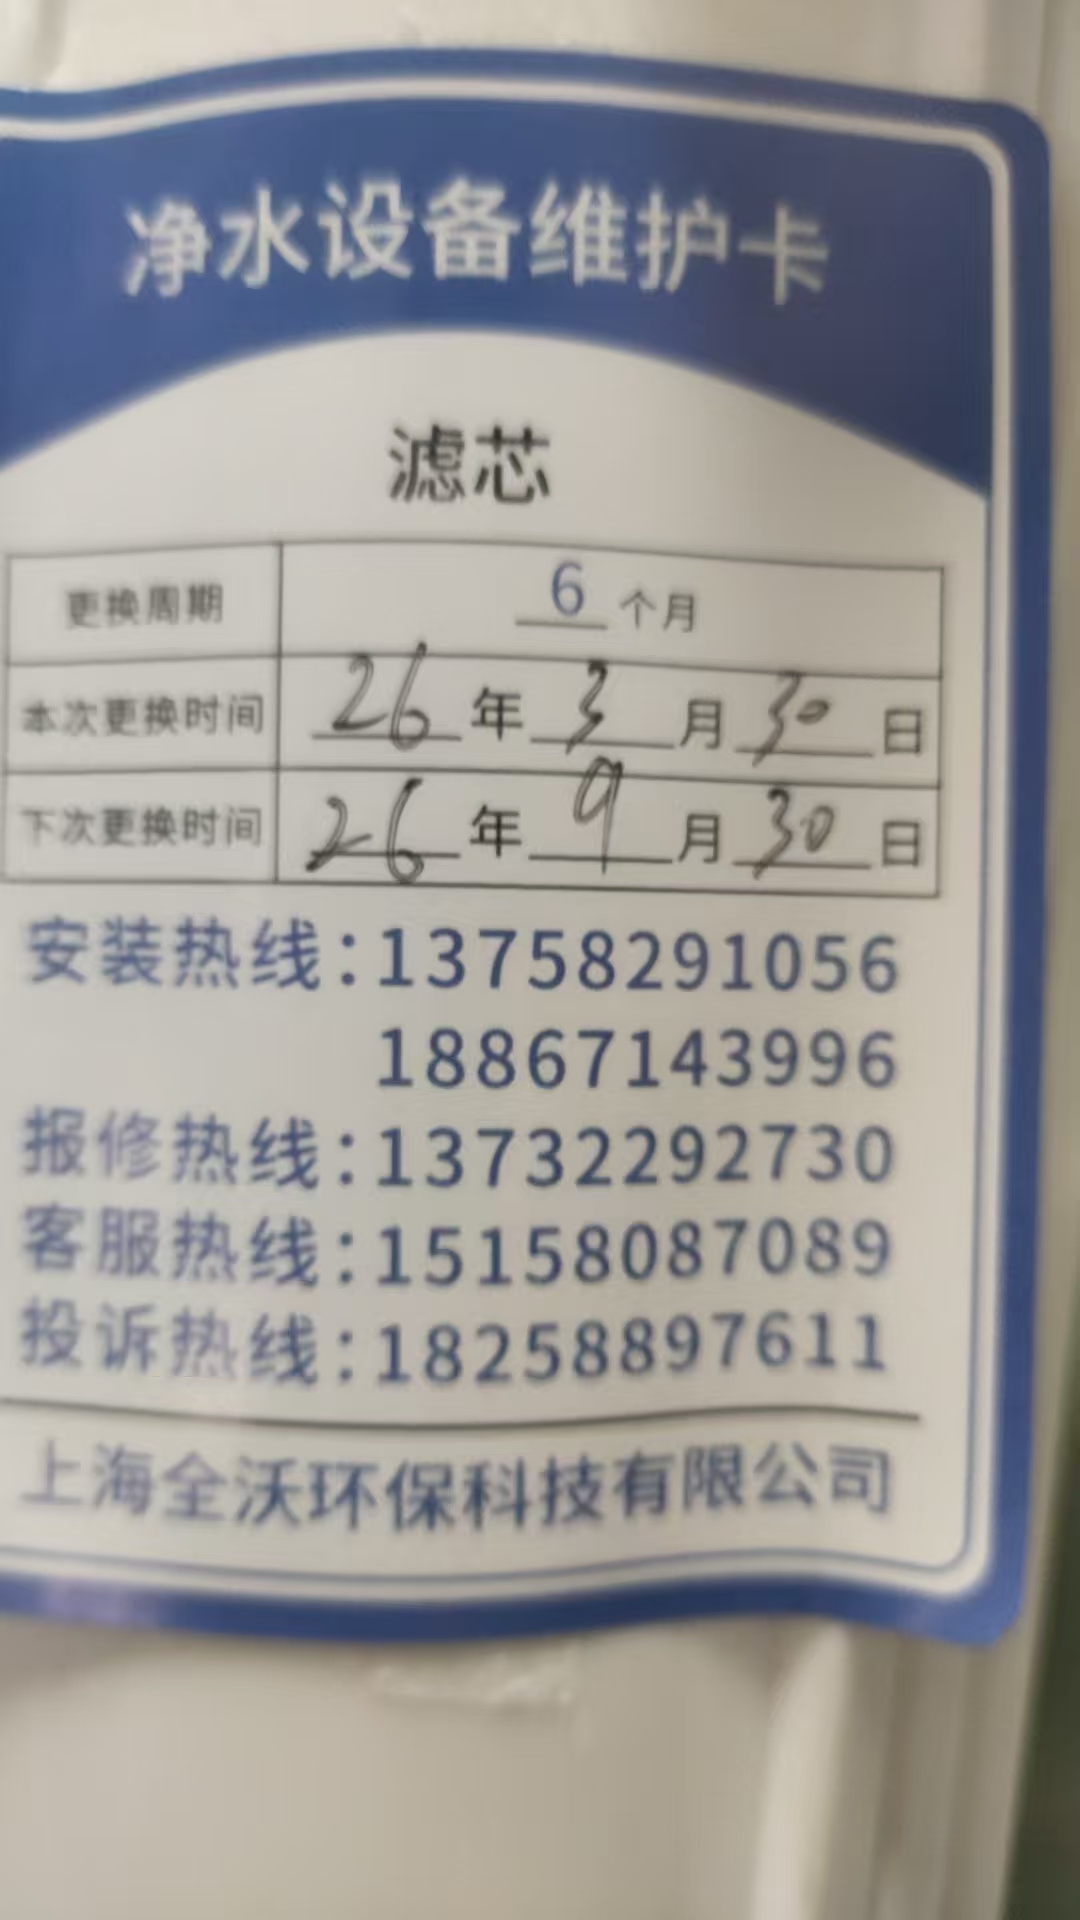 净水设备维护卡
滤芯
更换周期 6 个月
本次更换时间 26 年 3 月 30 日
下次更换时间 26 年 9 月 30 日
安装热线:13758291056
18867143996
报修热线:13732292730
客服热线:15158087089
投诉热线:18258897611
上海全沃环保科技有限公司